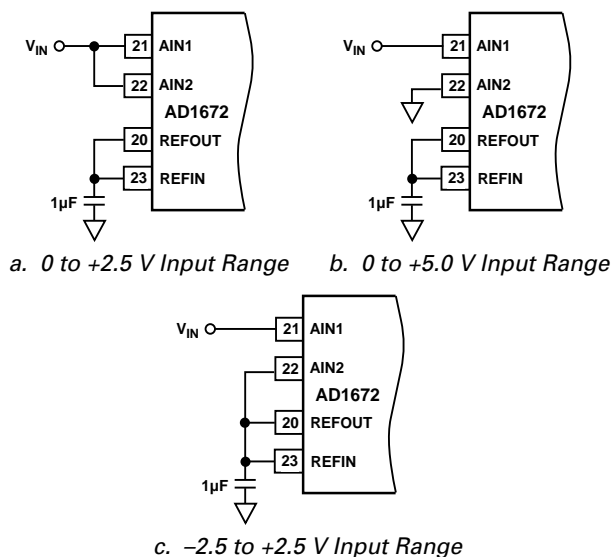 V_IN 21 AIN1
22 AIN2
AD1672
20 REFOUT
23 REFIN
1µF
a. 0 to +2.5 V Input Range
V_IN 21 AIN1
22 AIN2
AD1672
20 REFOUT
23 REFIN
1µF
b. 0 to +5.0 V Input Range
V_IN 21 AIN1
22 AIN2
AD1672
20 REFOUT
23 REFIN
1µF
c. –2.5 to +2.5 V Input Range